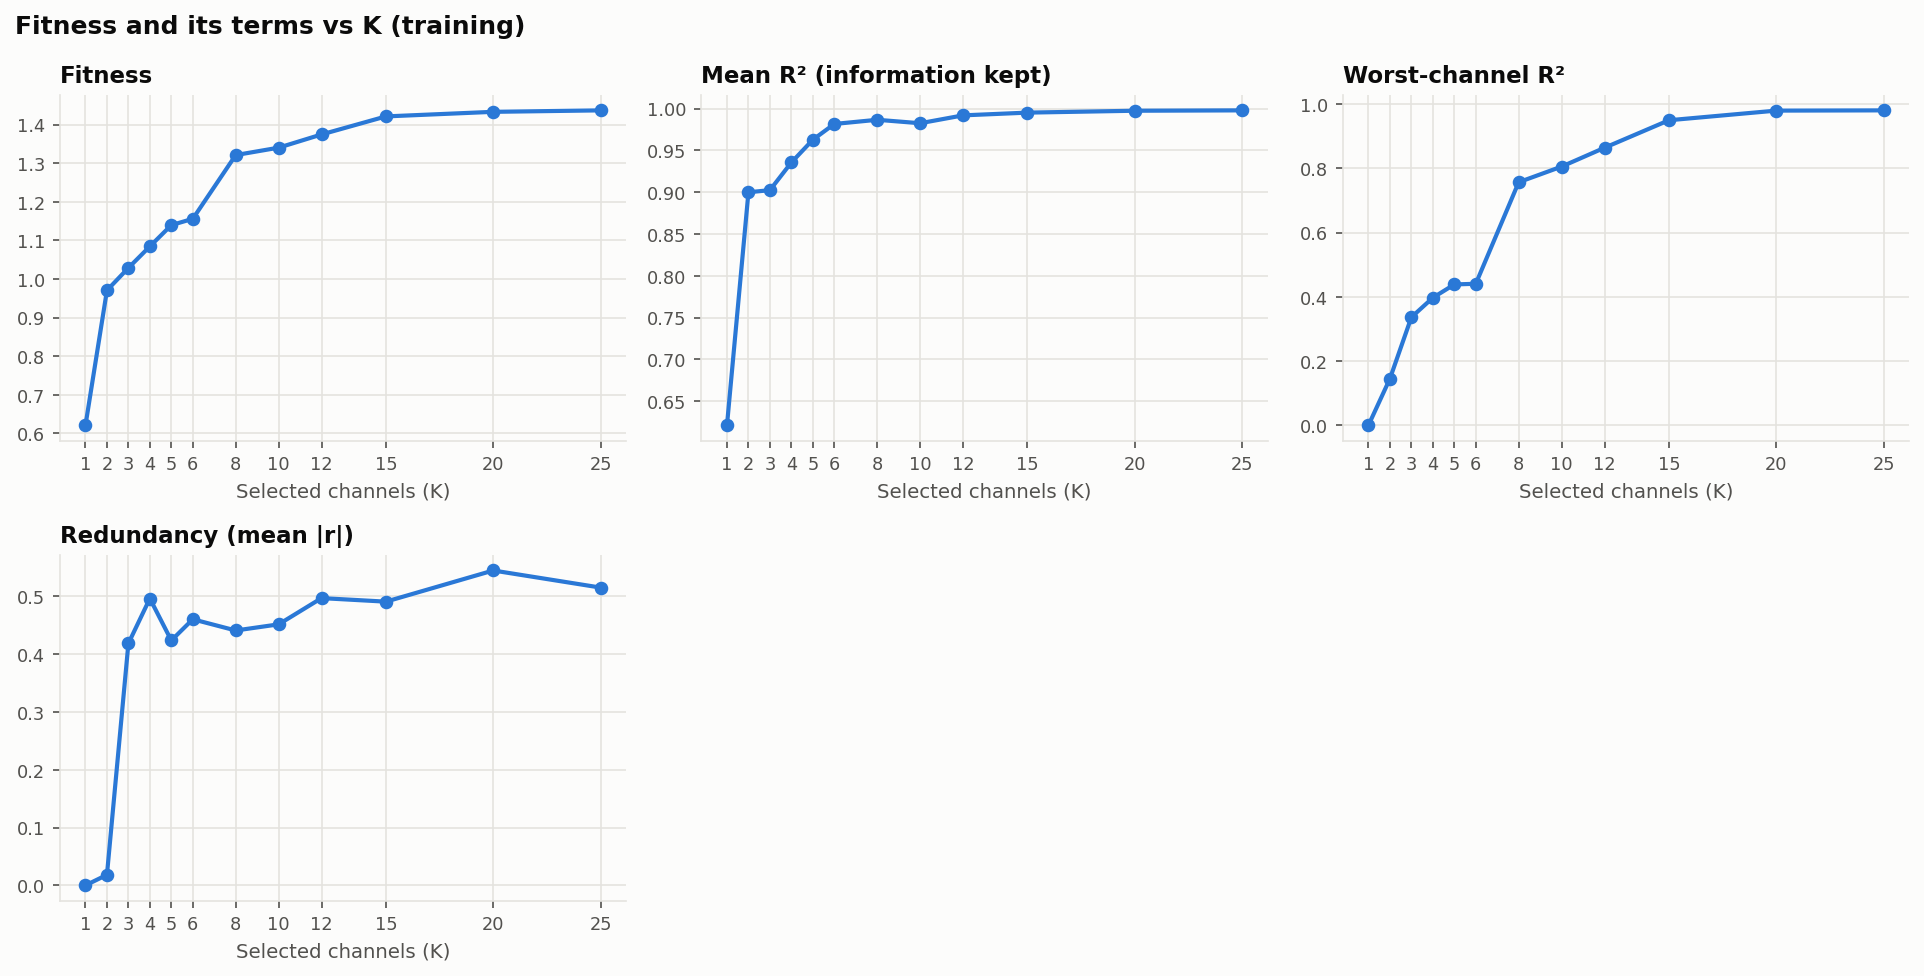 Fitness and its terms vs K (training)
Fitness
1.4
1.3
1.2
1.1
1.0
0.9
0.8
0.7
0.6
1 2 3 4 5 6 8 10 12 15 20 25
Selected channels (K)
Mean R² (information kept)
1.00
0.95
0.90
0.85
0.80
0.75
0.70
0.65
1 2 3 4 5 6 8 10 12 15 20 25
Selected channels (K)
Worst-channel R²
1.0
0.8
0.6
0.4
0.2
0.0
1 2 3 4 5 6 8 10 12 15 20 25
Selected channels (K)
Redundancy (mean |r|)
0.5
0.4
0.3
0.2
0.1
0.0
1 2 3 4 5 6 8 10 12 15 20 25
Selected channels (K)